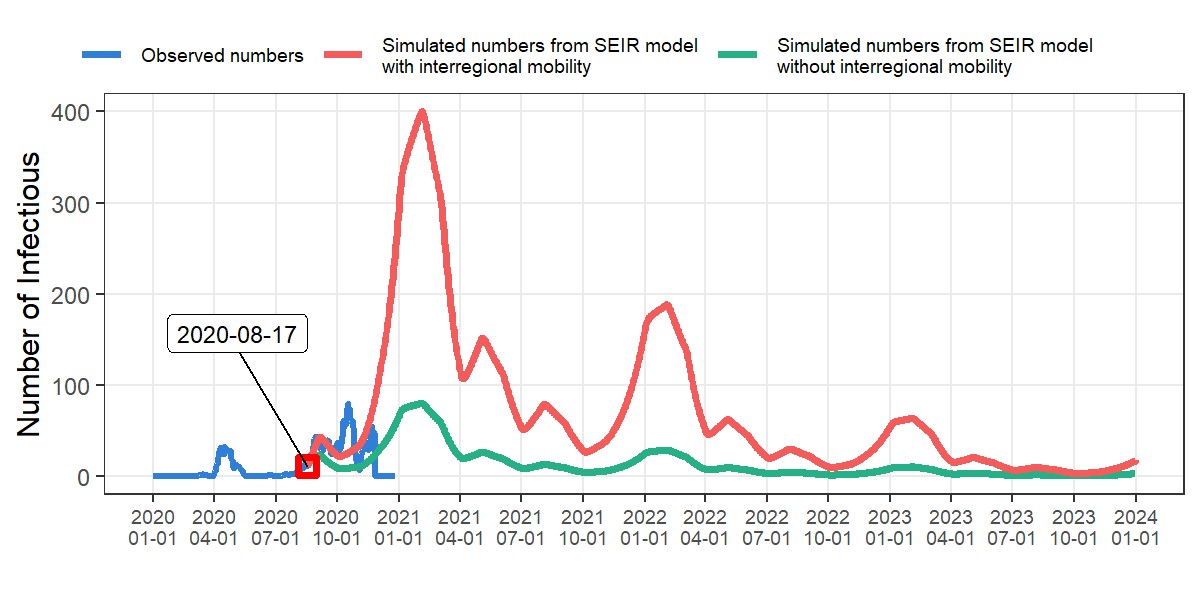 Observed numbers
Simulated numbers from SEIR model
with interregional mobility
Simulated numbers from SEIR model
without interregional mobility
Number of Infectious
400
300
200
100
0
2020-08-17
2020 2020 2020 2020 2021 2021 2021 2021 2022 2022 2022 2022 2023 2023 2023 2023 2024
01-01 04-01 07-01 10-01 01-01 04-01 07-01 10-01 01-01 04-01 07-01 10-01 01-01 04-01 07-01 10-01 01-01